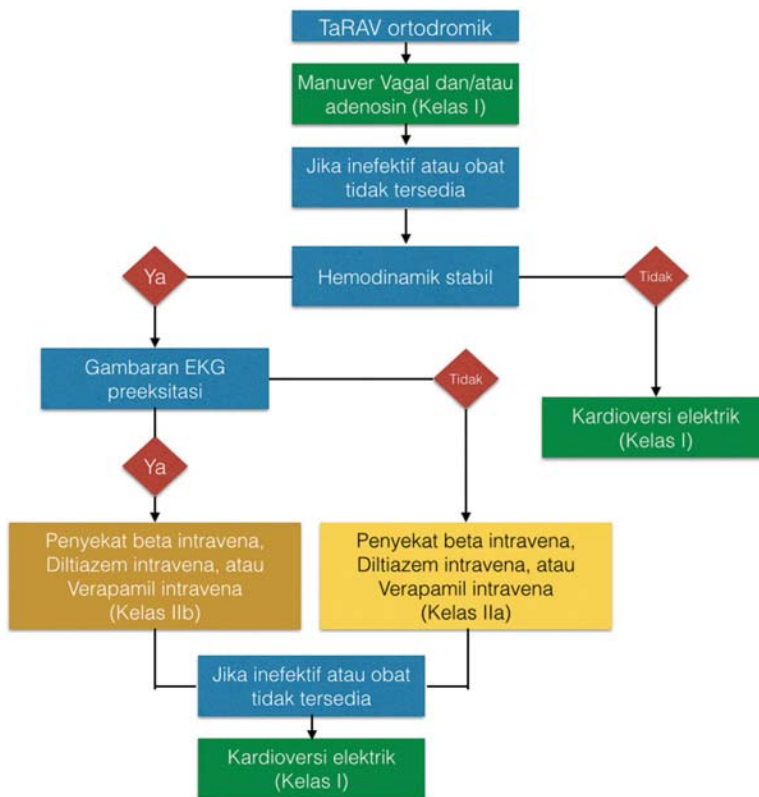 TaRAV ortodromik
Manuver Vagal dan/atau
adenosin (Kelas I)
Jika inefektif atau obat
tidak tersedia
Hemodinamik stabil
Ya
Tidak
Gambaran EKG
preeksitasi
Tidak
Kardioversi elektrik
(Kelas I)
Ya
Penyekat beta intravena,
Diltiazem intravena, atau
Verapamil intravena
(Kelas IIb)
Penyekat beta intravena,
Diltiazem intravena, atau
Verapamil intravena
(Kelas IIa)
Jika inefektif atau obat
tidak tersedia
Kardioversi elektrik
(Kelas I)